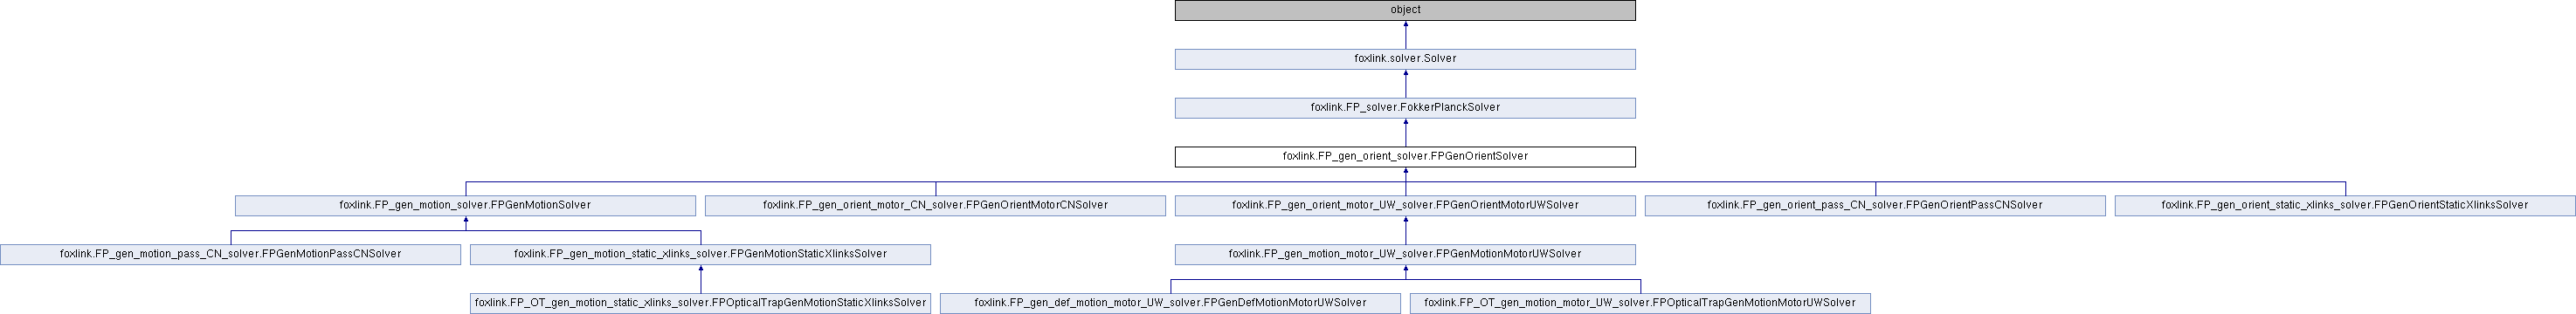 object
foxlink.solver.Solver
foxlink.FP_solver.FokkerPlanckSolver
foxlink.FP_gen_orient_solver.FPGenOrientSolver
foxlink.FP_gen_motion_solver.FPGenMotionSolver
foxlink.FP_gen_orient_motor_CN_solver.FPGenOrientMotorCNSolver
foxlink.FP_gen_orient_motor_UW_solver.FPGenOrientMotorUWSolver
foxlink.FP_gen_orient_pass_CN_solver.FPGenOrientPassCNSolver
foxlink.FP_gen_orient_static_xlinks_solver.FPGenOrientStaticXlinksSolver
foxlink.FP_gen_motion_pass_CN_solver.FPGenMotionPassCNSolver
foxlink.FP_gen_motion_static_xlinks_solver.FPGenMotionStaticXlinksSolver
foxlink.FP_gen_motion_motor_UW_solver.FPGenMotionMotorUWSolver
foxlink.FP_OT_gen_motion_static_xlinks_solver.FPOpticalTrapGenMotionStaticXlinksSolver
foxlink.FP_gen_def_motion_motor_UW_solver.FPGenDefMotionMotorUWSolver
foxlink.FP_OT_gen_motion_motor_UW_solver.FPOpticalTrapGenMotionMotorUWSolver